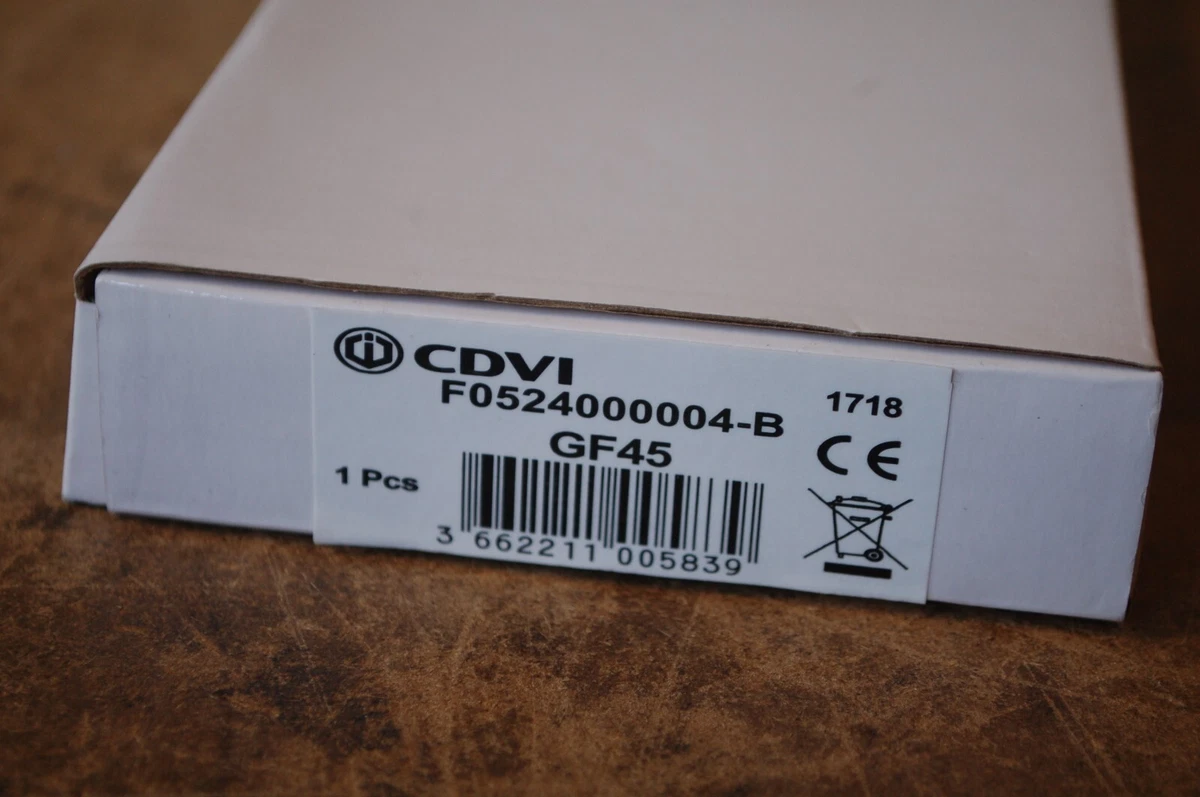 CDVI
F0524000004-B
1718
GF45
CE
1 Pcs
3 662211 005839